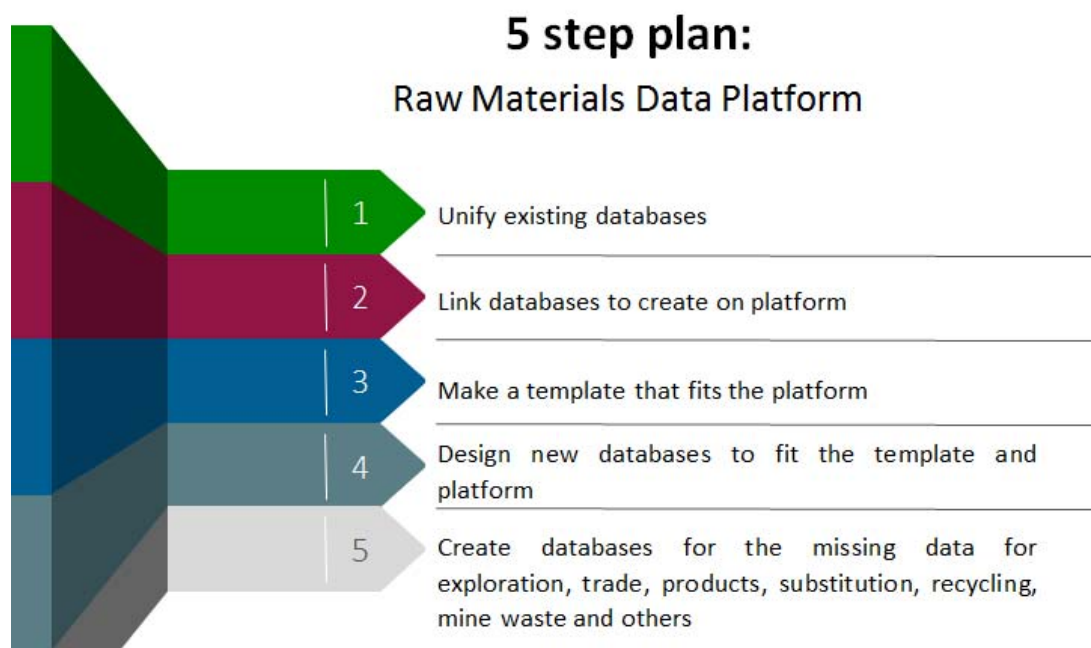 5 step plan:
Raw Materials Data Platform
1
Unify existing databases
2
Link databases to create on platform
3
Make a template that fits the platform
4
Design new databases to fit the template and
platform
5
Create databases for the missing data for
exploration, trade, products, substitution, recycling,
mine waste and others